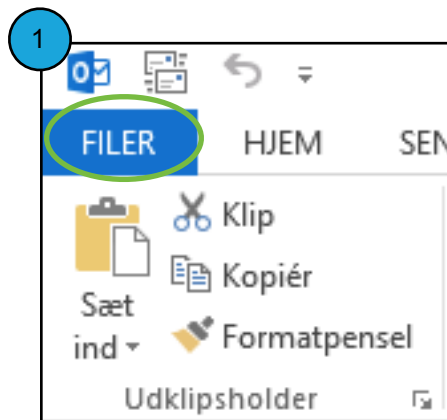 1
FILER HJEM SEN
Klip
Kopiér
Sæt
ind
Formatpensel
Udklipsholder